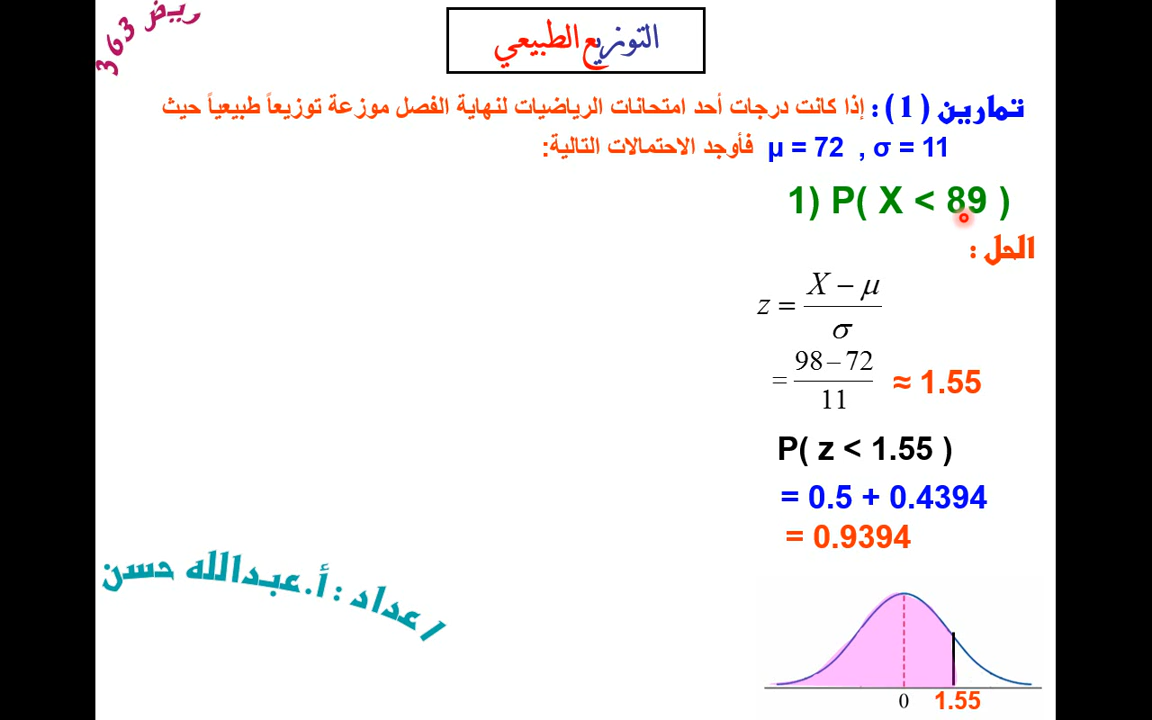 ريض 363
التوزيع الطبيعي
تمارين (1): إذا كانت درجات أحد امتحانات الرياضيات لنهاية الفصل موزعة توزيعاً طبيعياً حيث
μ = 72 , σ = 11 فأوجد الاحتمالات التالية:
1) P( X < 89 )
الحل :
z = (X − μ) / σ
= (98 − 72) / 11 ≈ 1.55
P( z < 1.55 )
= 0.5 + 0.4394
= 0.9394
اعداد : أ.عبدالله حسن
0 1.55